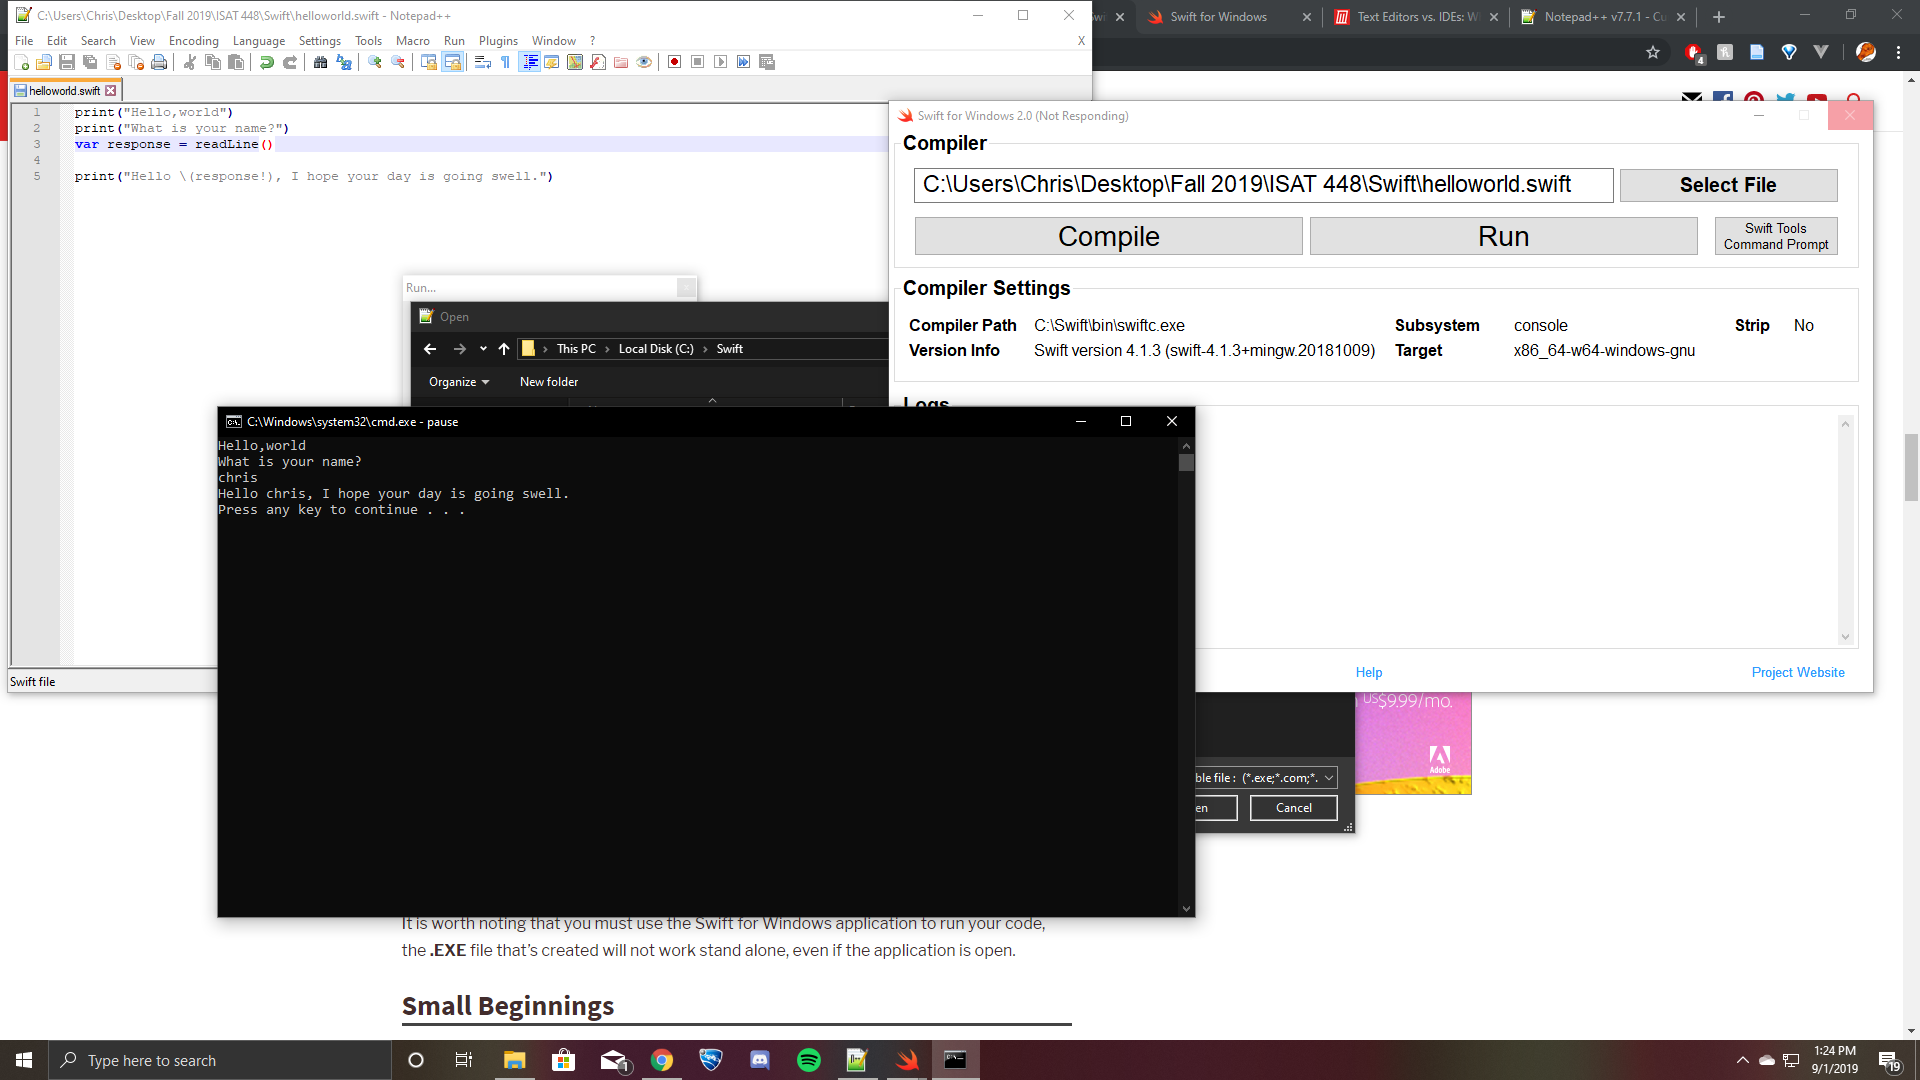 C:\Users\Chris\Desktop\Fall 2019\ISAT 448\Swift\helloworld.swift - Notepad++
Swift for Windows
Text Editors vs. IDEs: W
Notepad++ v7.7.1 - Cu
File Edit Search View Encoding Language Settings Tools Macro Run Plugins Window ? X
4
helloworld.swift
1 print("Hello,world")
2 print("What is your name?")
3 var response = readLine()
4
5 print("Hello \(response!), I hope your day is going swell.")
Swift file
Swift for Windows 2.0 (Not Responding)
Compiler
C:\Users\Chris\Desktop\Fall 2019\ISAT 448\Swift\helloworld.swift
Select File
Compile
Run
Swift Tools
Command Prompt
Compiler Settings
Compiler Path C:\Swift\bin\swiftc.exe Subsystem console Strip No
Version Info Swift version 4.1.3 (swift-4.1.3+mingw.20181009) Target x86_64-w64-windows-gnu
Logs
Help
Project Website
Run...
Open
This PC › Local Disk (C:) › Swift
Organize
New folder
C:\Windows\system32\cmd.exe - pause
Hello,world
What is your name?
chris
Hello chris, I hope your day is going swell.
Press any key to continue . . .
US$9.99/mo.
Adobe
ble file : (*.exe;*.com;*.
en
Cancel
It is worth noting that you must use the Swift for Windows application to run your code,
the .EXE file that's created will not work stand alone, even if the application is open.
Small Beginnings
Type here to search
1
1:24 PM
9/1/2019
19